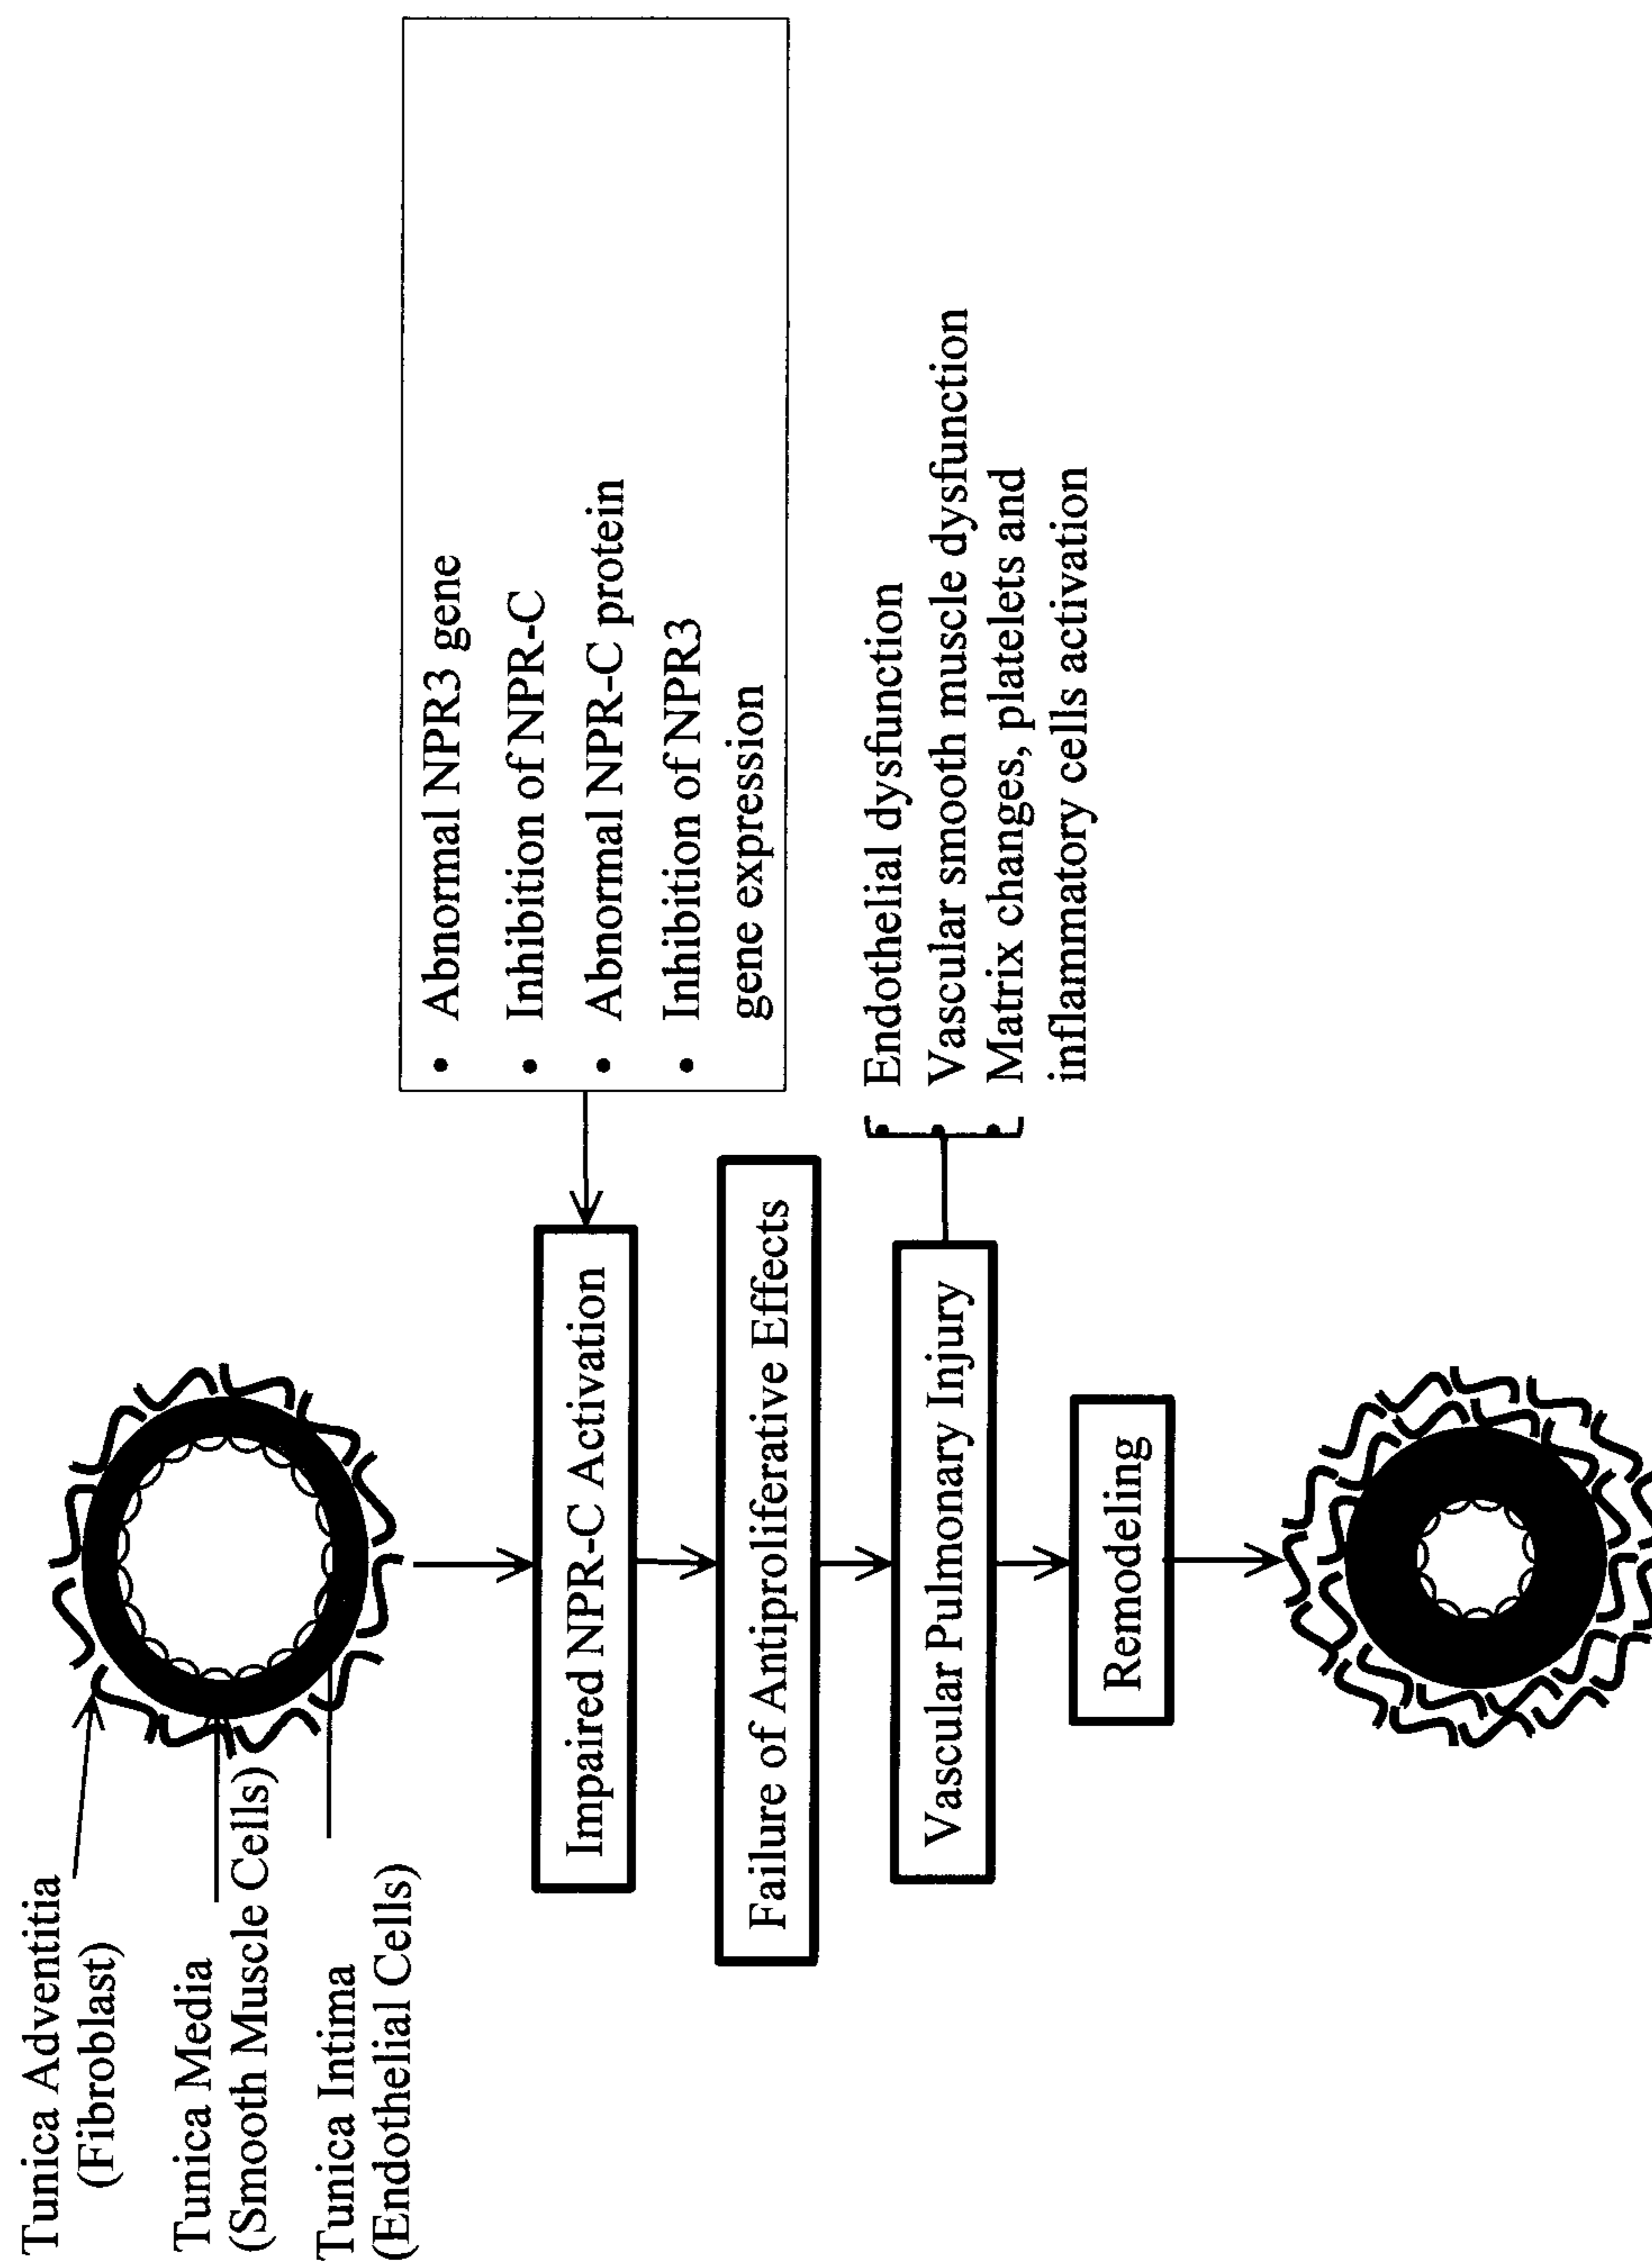 Tunica Adventitia
(Fibroblast)
Tunica Media
(Smooth Muscle Cells)
Tunica Intima
(Endothelial Cells)
Impaired NPR-C Activation
• Abnormal NPR3 gene
• Inhibition of NPR-C
• Abnormal NPR-C protein
• Inhibition of NPR3
gene expression
Failure of Antiproliferative Effects
Vascular Pulmonary Injury
• Endothelial dysfunction
• Vascular smooth muscle dysfunction
• Matrix changes, platelets and
inflammatory cells activation
Remodeling